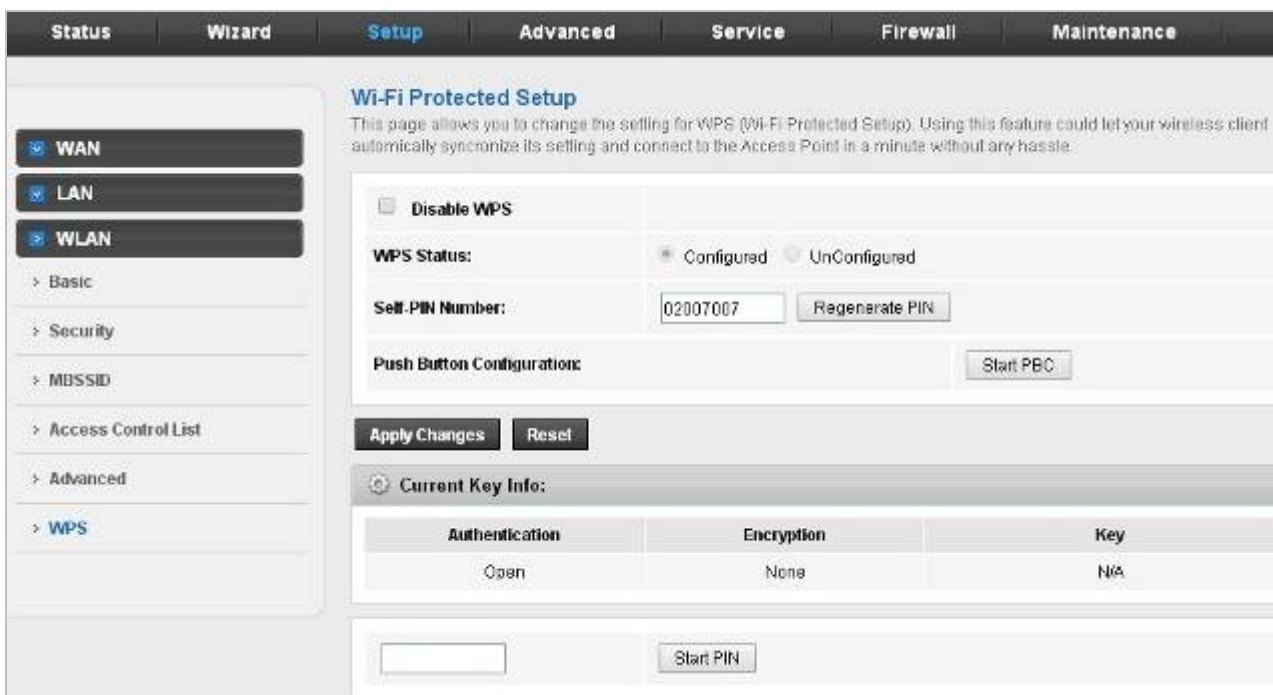 Status Wizard Setup Advanced Service Firewall Maintenance
WAN
LAN
WLAN
> Basic
> Security
> MBSSID
> Access Control List
> Advanced
> WPS
Wi-Fi Protected Setup
This page allows you to change the setting for WPS (Wi-Fi Protected Setup). Using this feature could let your wireless client
automically syncronize its setting and connect to the Access Point in a minute without any hassle.
Disable WPS
WPS Status: Configured UnConfigured
Self-PIN Number: 02007007 Regenerate PIN
Push Button Configuration: Start PBC
Apply Changes Reset
Current Key Info:
Authentication Encryption Key
Open None N/A
Start PIN